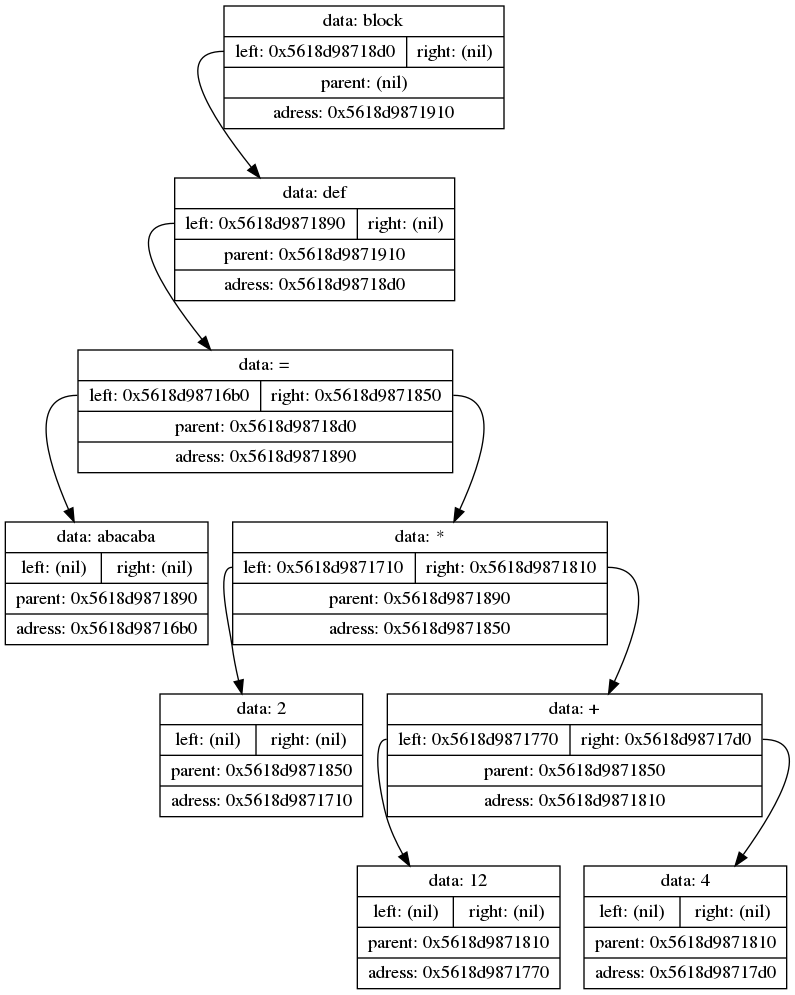 data: block
left: 0x5618d98718d0 right: (nil)
parent: (nil)
adress: 0x5618d9871910
data: def
left: 0x5618d9871890 right: (nil)
parent: 0x5618d9871910
adress: 0x5618d98718d0
data: =
left: 0x5618d98716b0 right: 0x5618d9871850
parent: 0x5618d98718d0
adress: 0x5618d9871890
data: abacaba
left: (nil) right: (nil)
parent: 0x5618d9871890
adress: 0x5618d98716b0
data: *
left: 0x5618d9871710 right: 0x5618d9871810
parent: 0x5618d9871890
adress: 0x5618d9871850
data: 2
left: (nil) right: (nil)
parent: 0x5618d9871850
adress: 0x5618d9871710
data: +
left: 0x5618d9871770 right: 0x5618d98717d0
parent: 0x5618d9871850
adress: 0x5618d9871810
data: 12
left: (nil) right: (nil)
parent: 0x5618d9871810
adress: 0x5618d9871770
data: 4
left: (nil) right: (nil)
parent: 0x5618d9871810
adress: 0x5618d98717d0